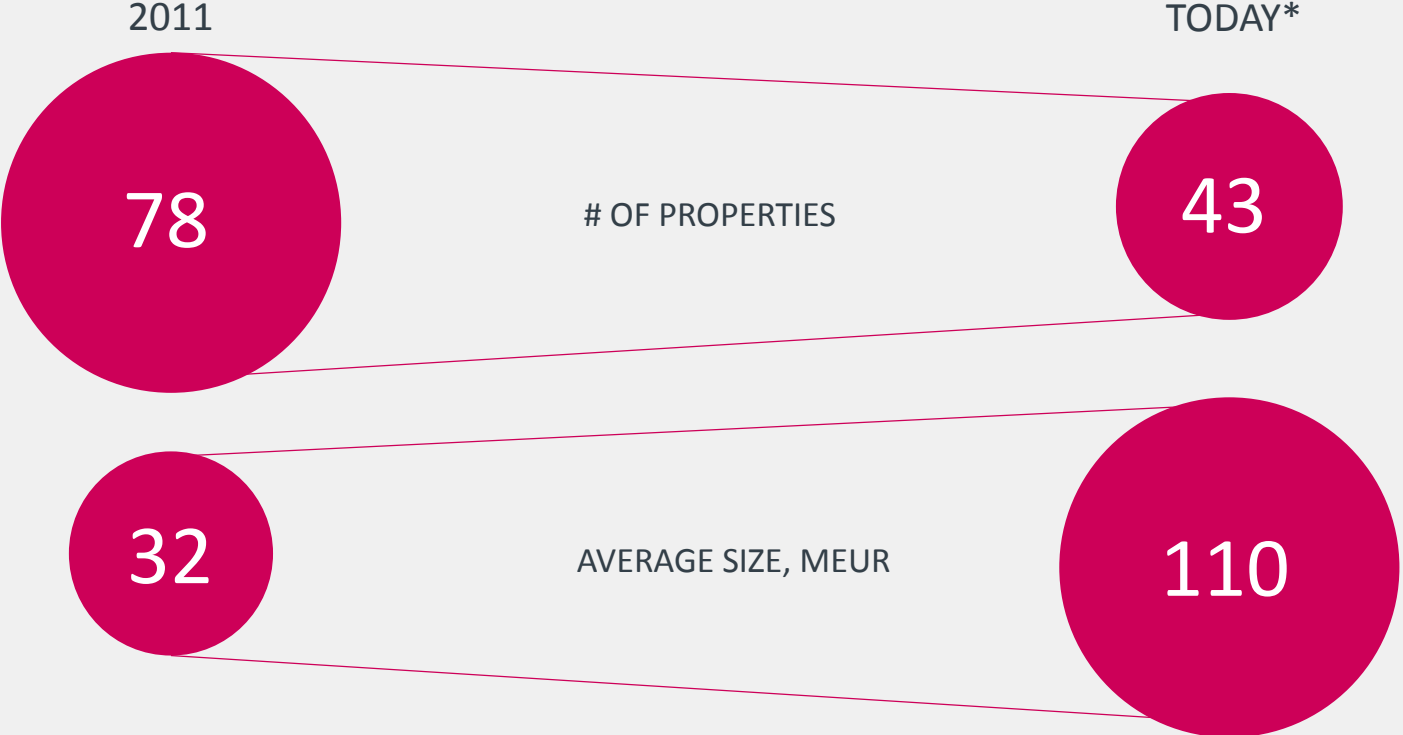 2011
TODAY*
78
# OF PROPERTIES
43
32
AVERAGE SIZE, MEUR
110